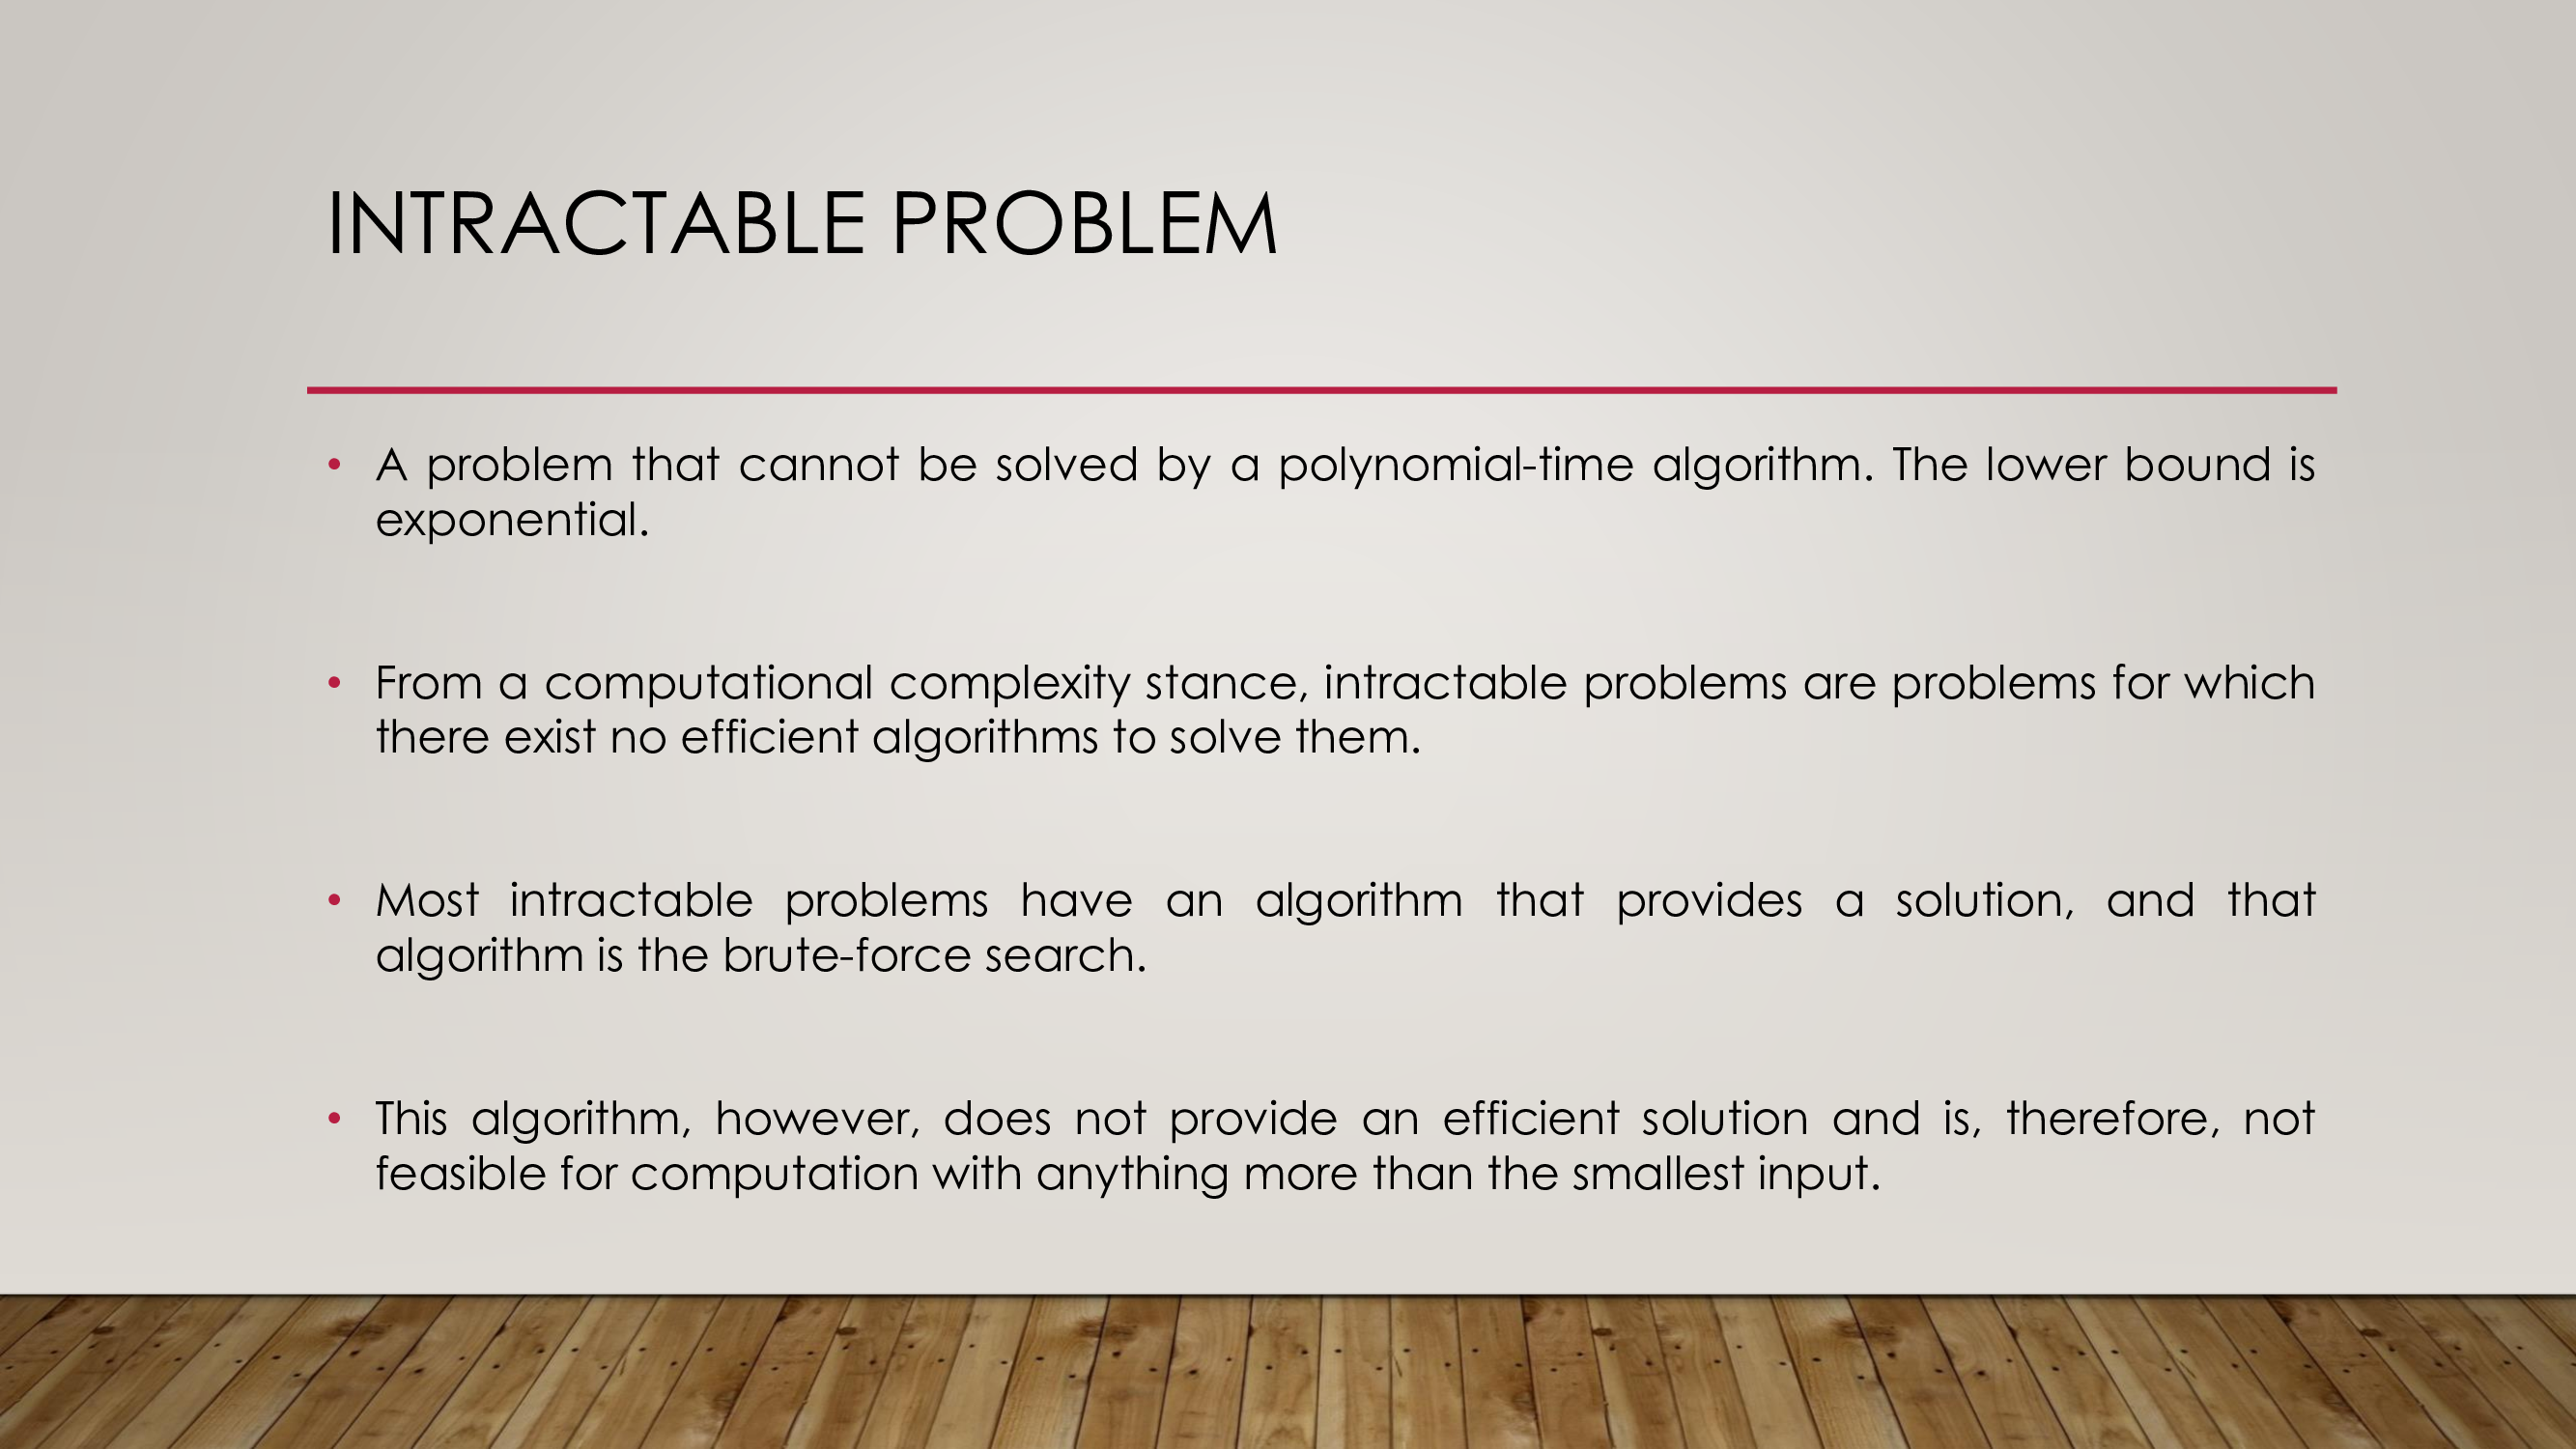 INTRACTABLE PROBLEM
• A problem that cannot be solved by a polynomial-time algorithm. The lower bound is
exponential.
• From a computational complexity stance, intractable problems are problems for which
there exist no efficient algorithms to solve them.
• Most intractable problems have an algorithm that provides a solution, and that
algorithm is the brute-force search.
• This algorithm, however, does not provide an efficient solution and is, therefore, not
feasible for computation with anything more than the smallest input.